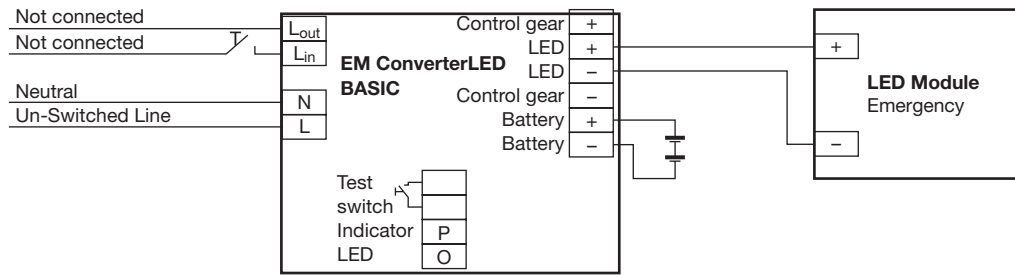 Not connected
Not connected
Neutral
Un-Switched Line
Lout
Lin
N
L
EM ConverterLED
BASIC
Control gear +
LED +
LED –
Control gear –
Battery +
Battery –
Test
switch
Indicator P
LED O
+
–
LED Module
Emergency